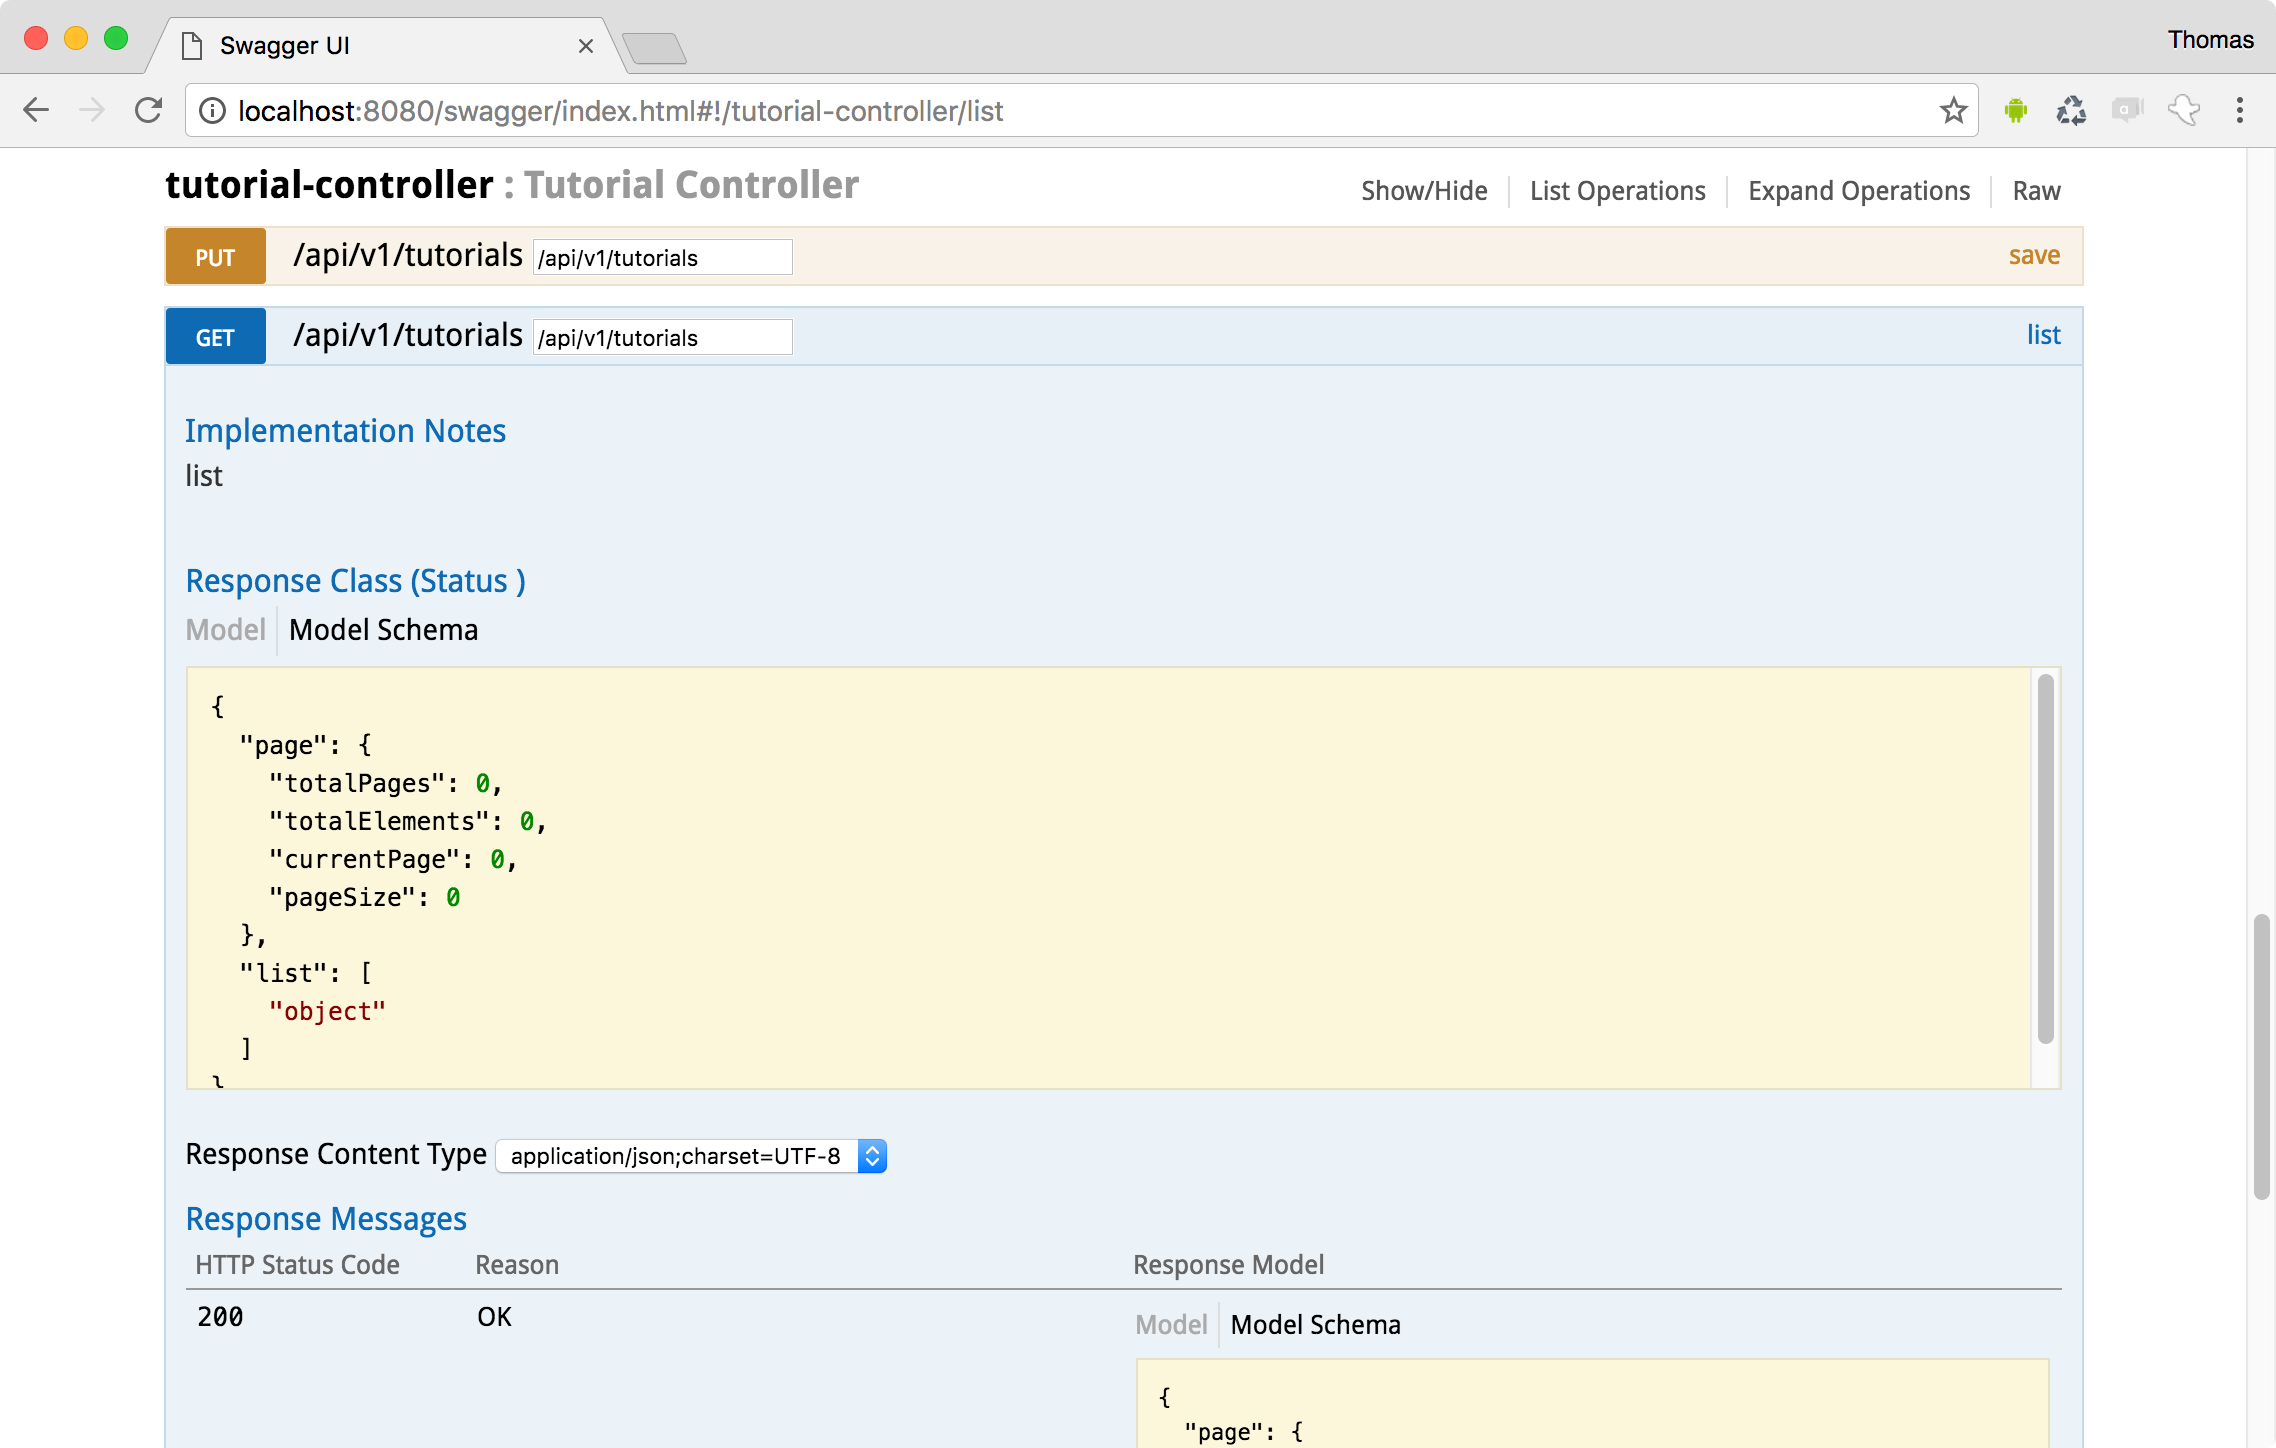 Swagger UI
Thomas
localhost:8080/swagger/index.html#!/tutorial-controller/list
tutorial-controller : Tutorial Controller
Show/Hide
List Operations
Expand Operations
Raw
PUT /api/v1/tutorials /api/v1/tutorials save
GET /api/v1/tutorials /api/v1/tutorials list
Implementation Notes
list
Response Class (Status )
Model Model Schema
{
"page": {
"totalPages": 0,
"totalElements": 0,
"currentPage": 0,
"pageSize": 0
},
"list": [
"object"
]
}
Response Content Type application/json;charset=UTF-8
Response Messages
HTTP Status Code Reason Response Model
200 OK
Model Model Schema
{
"page": {